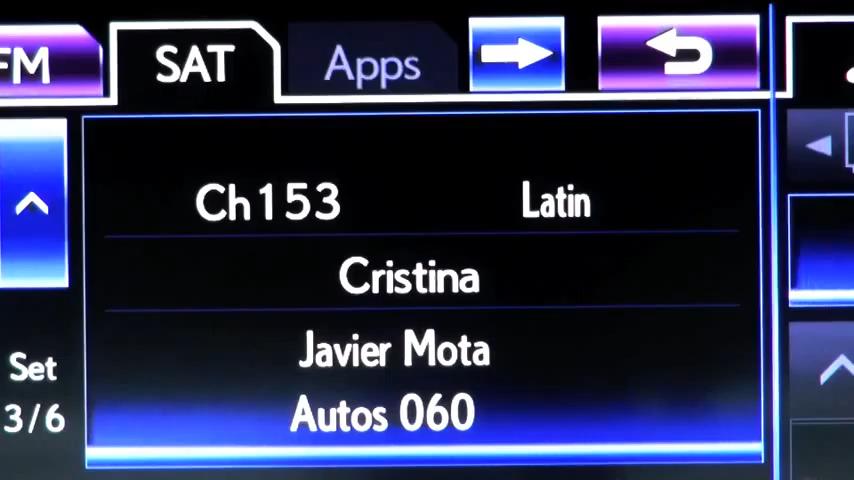 FM SAT Apps
Ch153 Latin
Cristina
Javier Mota
Autos 060
Set
3/6